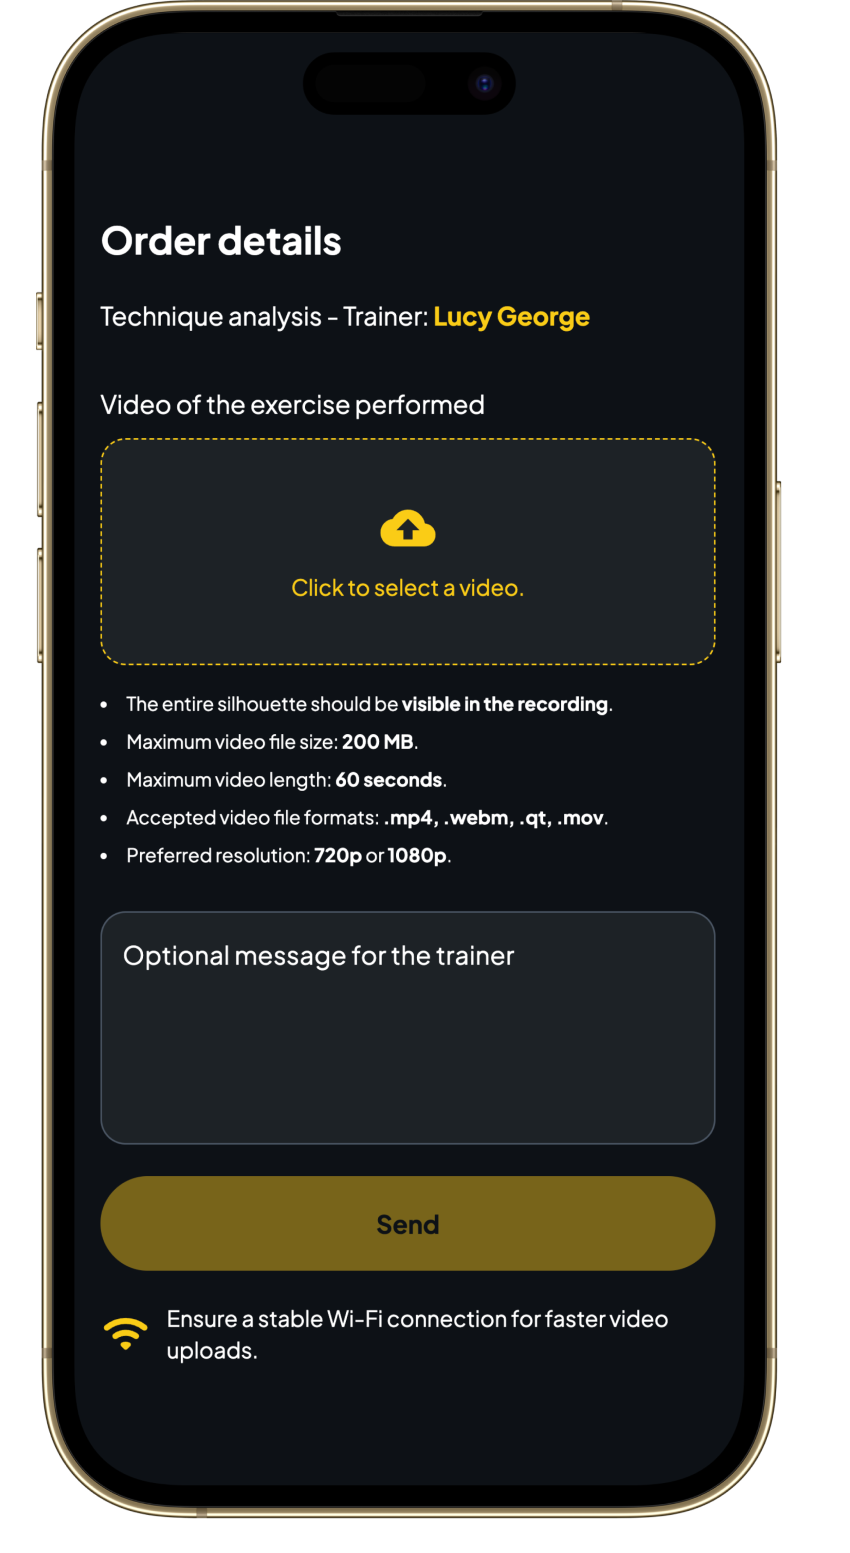 Order details
Technique analysis - Trainer: Lucy George
Video of the exercise performed
Click to select a video.
• The entire silhouette should be visible in the recording.
• Maximum video file size: 200 MB.
• Maximum video length: 60 seconds.
• Accepted video file formats: .mp4, .webm, .qt, .mov.
• Preferred resolution: 720p or 1080p.
Optional message for the trainer
Send
Ensure a stable Wi-Fi connection for faster video
uploads.